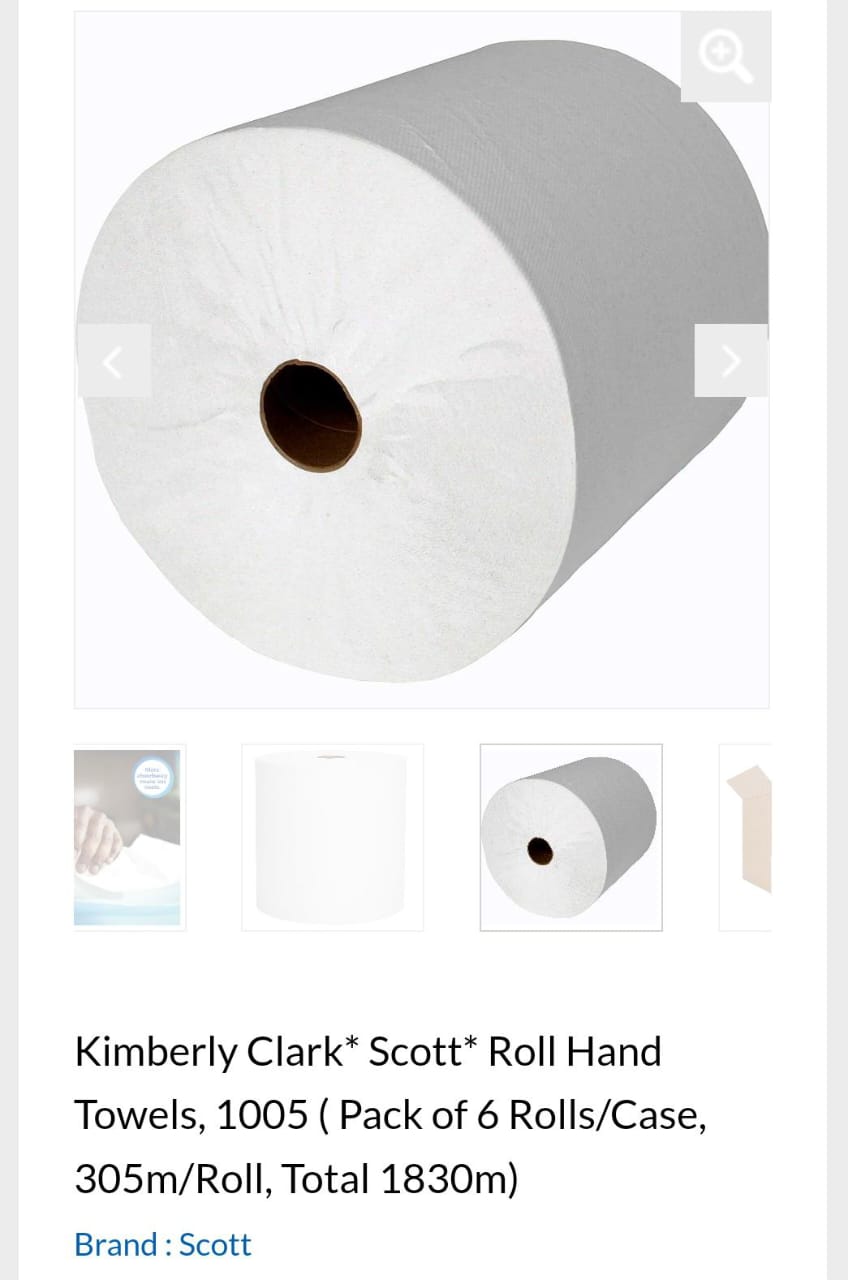 Kimberly Clark* Scott* Roll Hand
Towels, 1005 ( Pack of 6 Rolls/Case,
305m/Roll, Total 1830m)
Brand : Scott